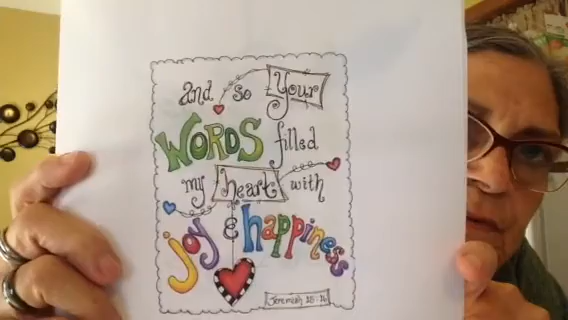 and so Your
WORDS filled
my heart with
joy & happiness
Jeremiah 15:16